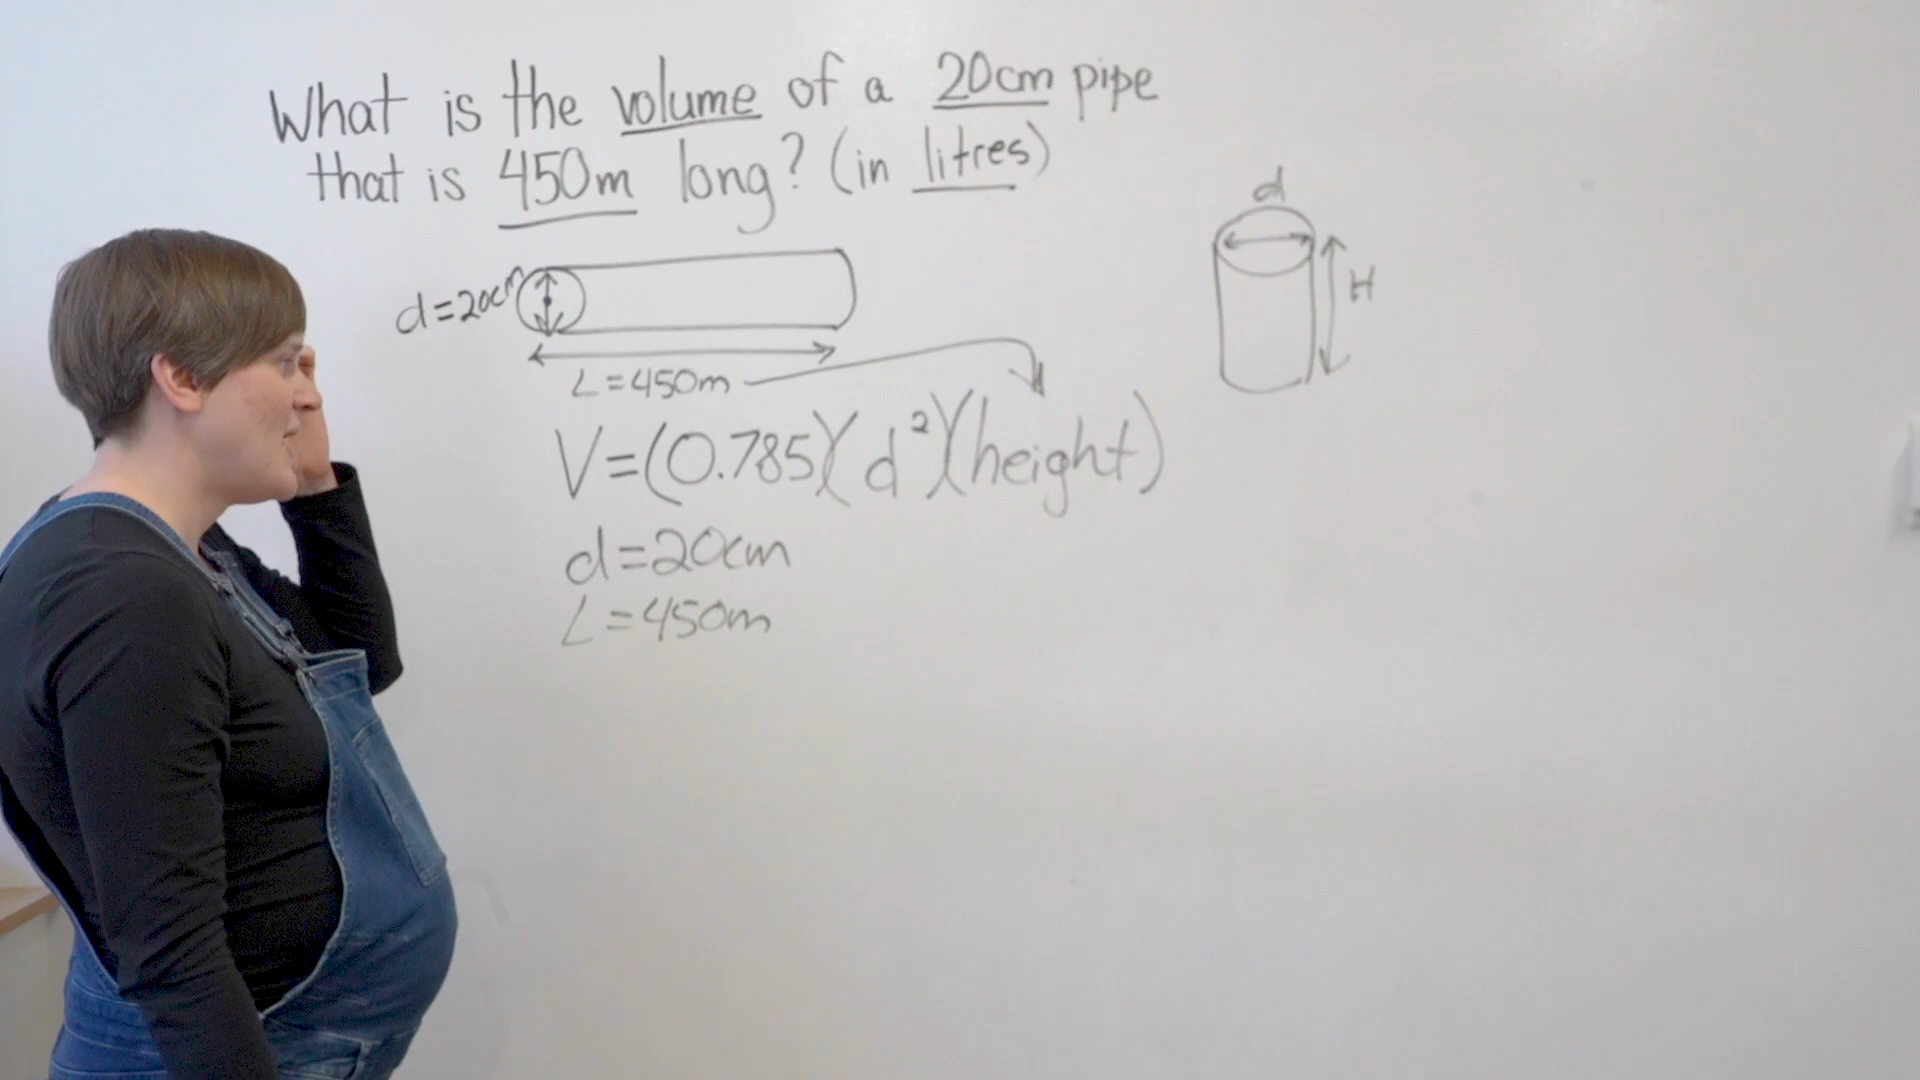 What is the volume of a 20cm pipe
that is 450m long? (in litres)
d
d=20cm
H
L=450m
V=(0.785)(d²)(height)
d=20cm
L=450m